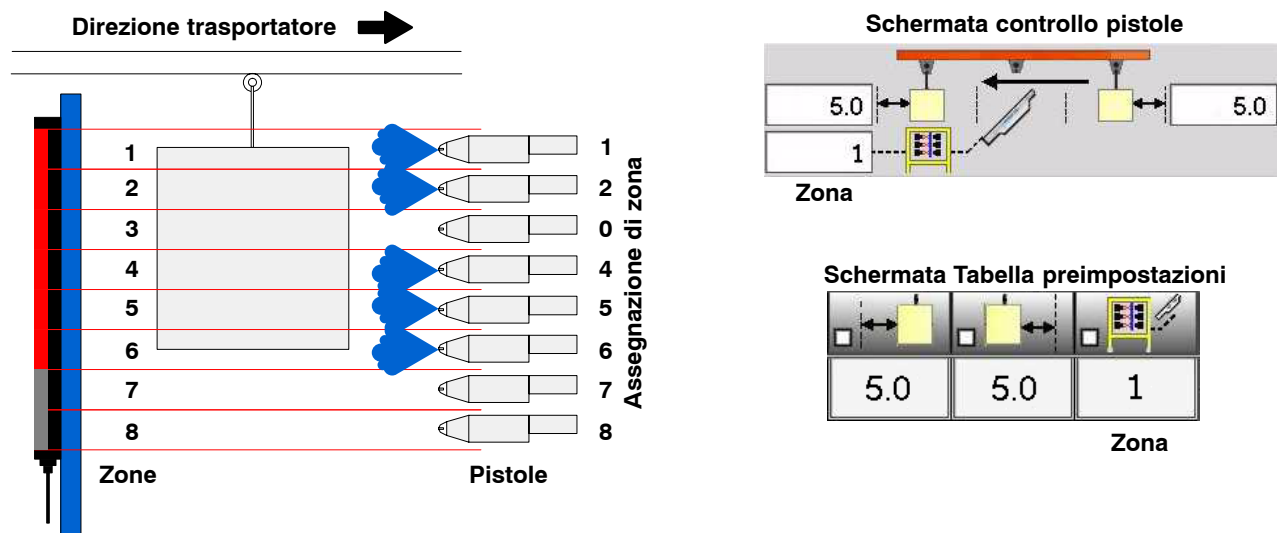 Direzione trasportatore
1
2
3
4
5
6
7
8
Zone
1
2
0
4
5
6
7
8
Assegnazione di zona
Pistole
Schermata controllo pistole
5.0
5.0
1
Zona
Schermata Tabella preimpostazioni
5.0 5.0 1
Zona